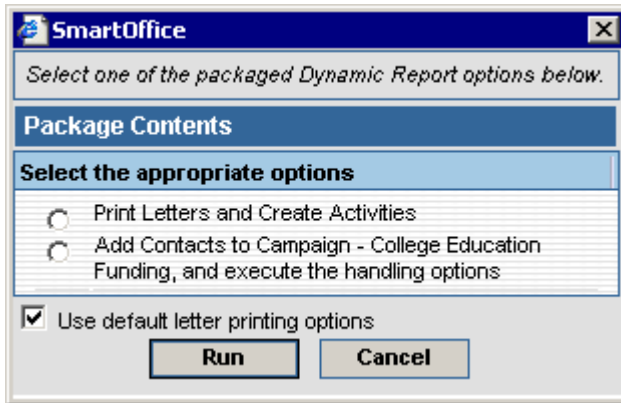 SmartOffice
Select one of the packaged Dynamic Report options below.
Package Contents
Select the appropriate options
Print Letters and Create Activities
Add Contacts to Campaign - College Education
Funding, and execute the handling options
Use default letter printing options
Run Cancel